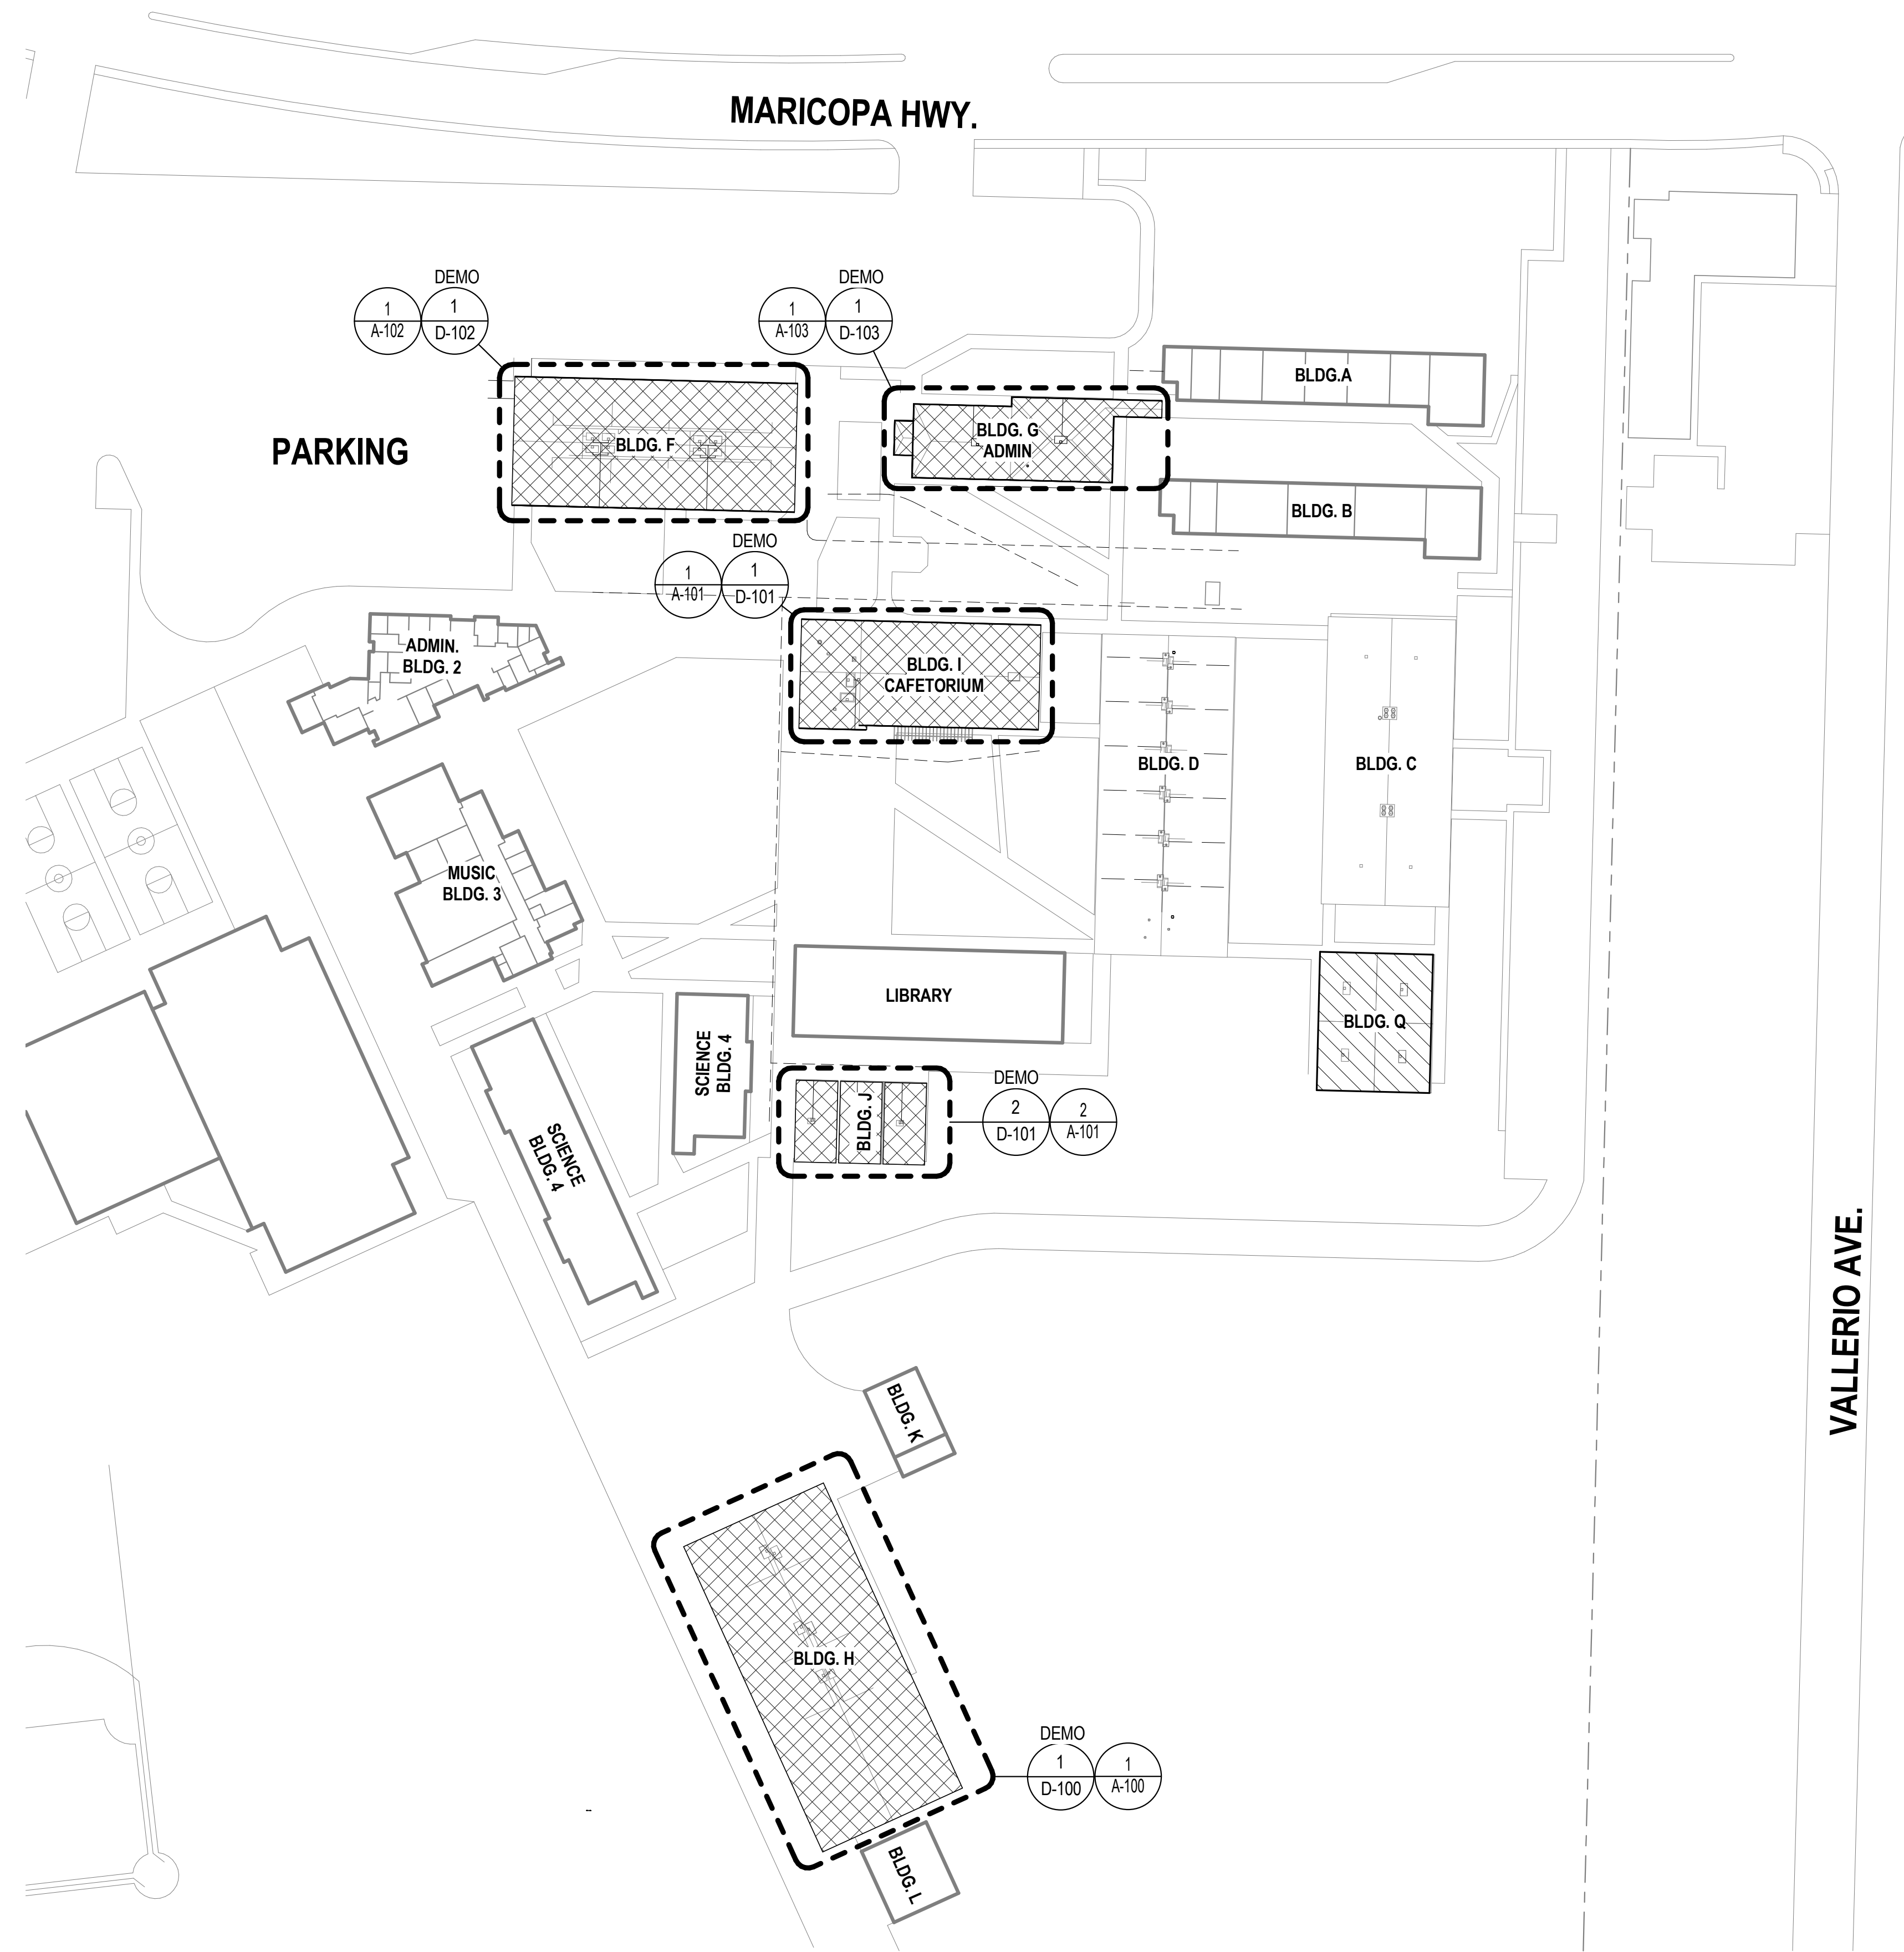 MARICOPA HWY.
DEMO
1
A-102
1
D-102
DEMO
1
A-103
1
D-103
BLDG.A
BLDG. F
BLDG. G
ADMIN
PARKING
BLDG. B
DEMO
1
A-101
1
D-101
ADMIN.
BLDG. 2
BLDG. I
CAFETORIUM
BLDG. D
BLDG. C
MUSIC
BLDG. 3
LIBRARY
BLDG. Q
SCIENCE
BLDG. 4
BLDG. J
DEMO
2
D-101
2
A-101
SCIENCE
BLDG. 4
VALLERIO AVE.
BLDG. K
BLDG. H
DEMO
1
D-100
1
A-100
BLDG. L